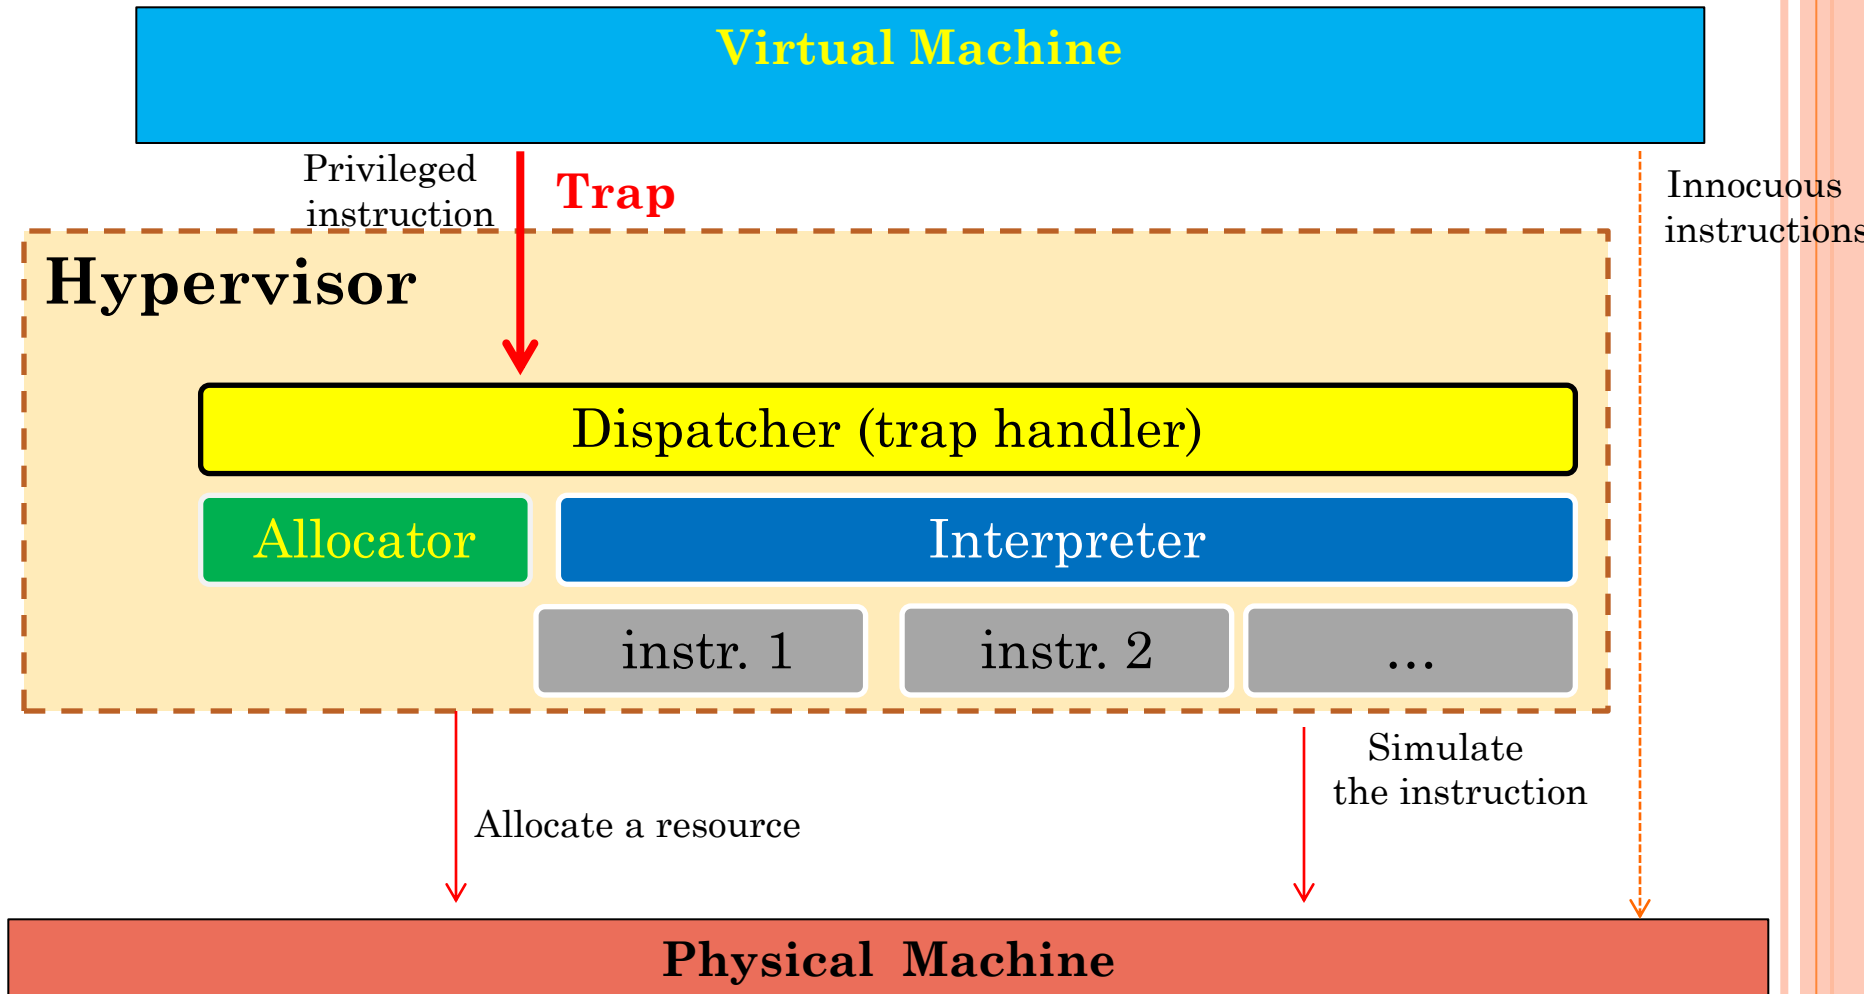 Virtual Machine
Privileged
instruction
Trap
Innocuous
instructions
Hypervisor
Dispatcher (trap handler)
Allocator
Interpreter
instr. 1
instr. 2
...
Simulate
the instruction
Allocate a resource
Physical Machine